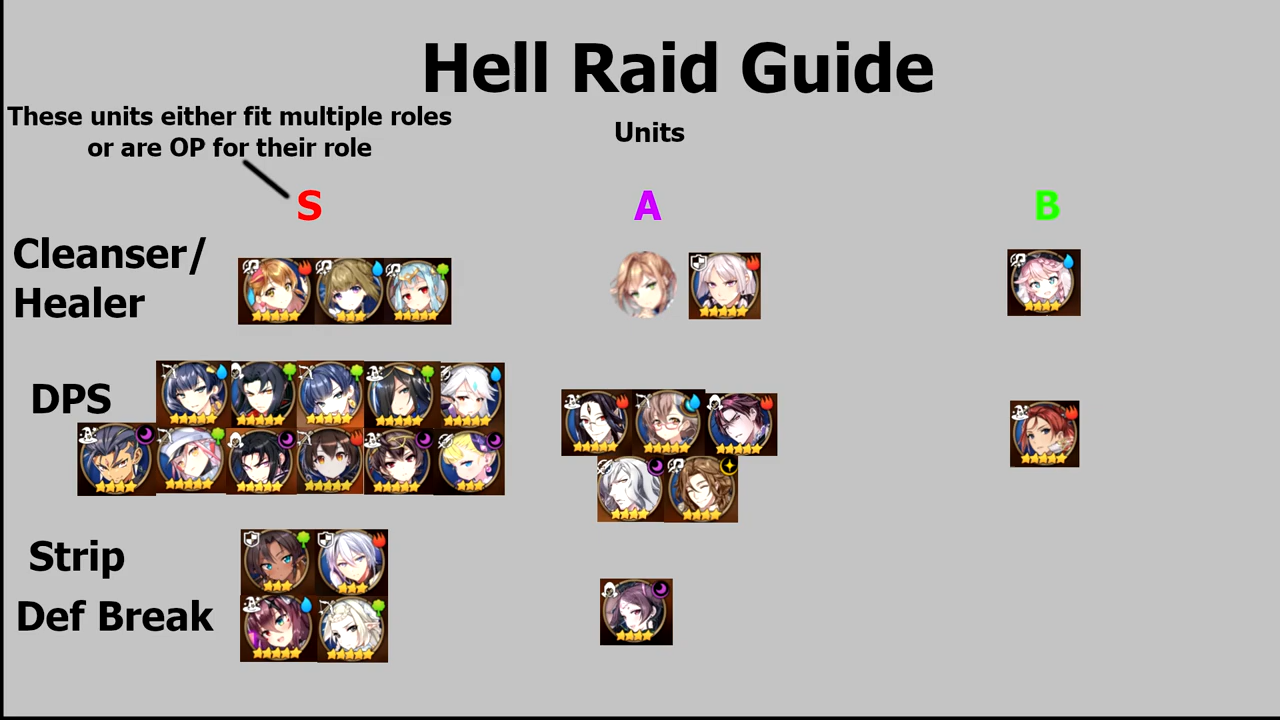 Hell Raid Guide
These units either fit multiple roles
or are OP for their role
Units
S
A
B
Cleanser/
Healer
DPS
Strip
Def Break